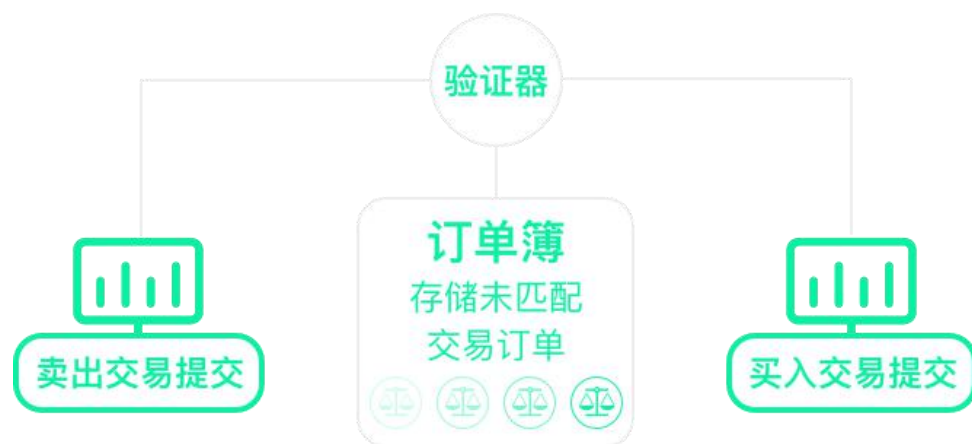 验证器
订单簿
存储未匹配
交易订单
卖出交易提交
买入交易提交